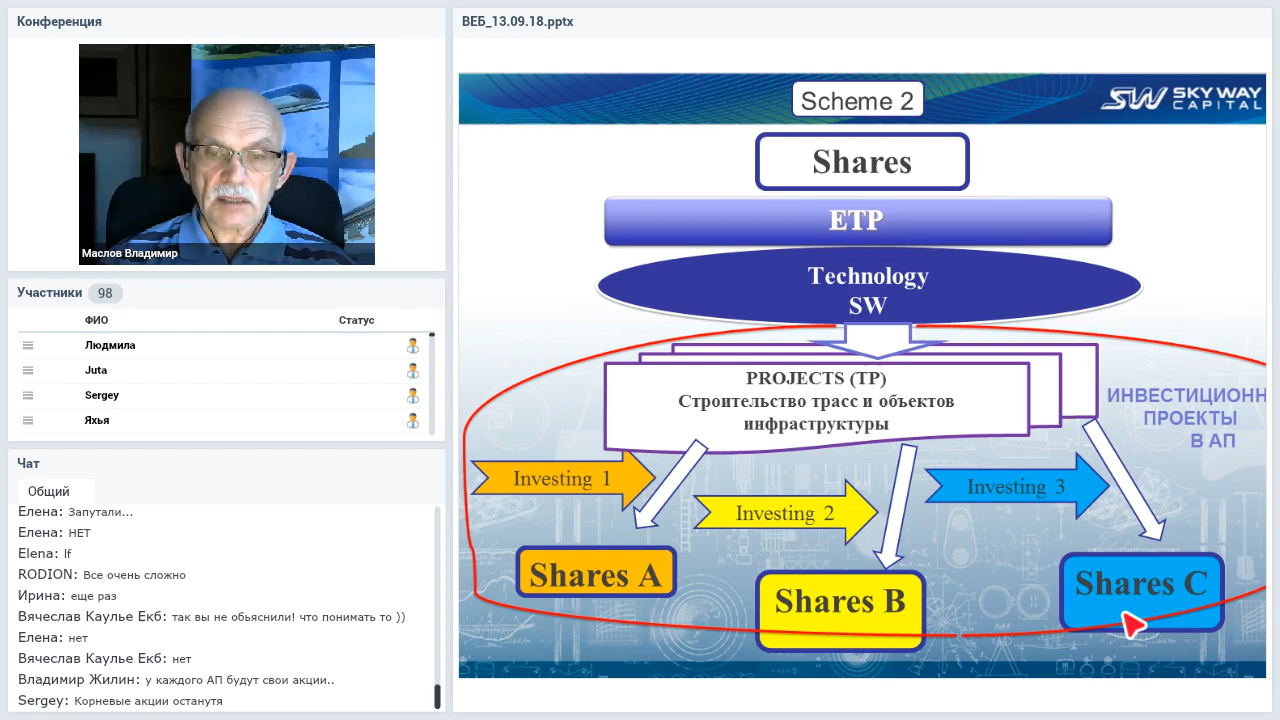 Конференция
Маслов Владимир
Участники 98
ФИО Статус
Людмила
Juta
Sergey
Яхья
Чат
Общий
Елена: Запутали...
Елена: НЕТ
Elena: lf
RODION: Все очень сложно
Ирина: еще раз
Вячеслав Каулье Екб: так вы не обьяснили! что понимать то ))
Елена: нет
Вячеслав Каулье Екб: нет
Владимир Жилин: у каждого АП будут свои акции..
Sergey: Корневые акции останутя
ВЕБ_13.09.18.pptx
Scheme 2
SW SKY WAY
CAPITAL
Shares
ETP
Technology
SW
PROJECTS (TP)
Строительство трасс и объектов
инфраструктуры
ИНВЕСТИЦИОНН
ПРОЕКТЫ
В АП
Investing 1
Investing 2
Investing 3
Shares A
Shares B
Shares C